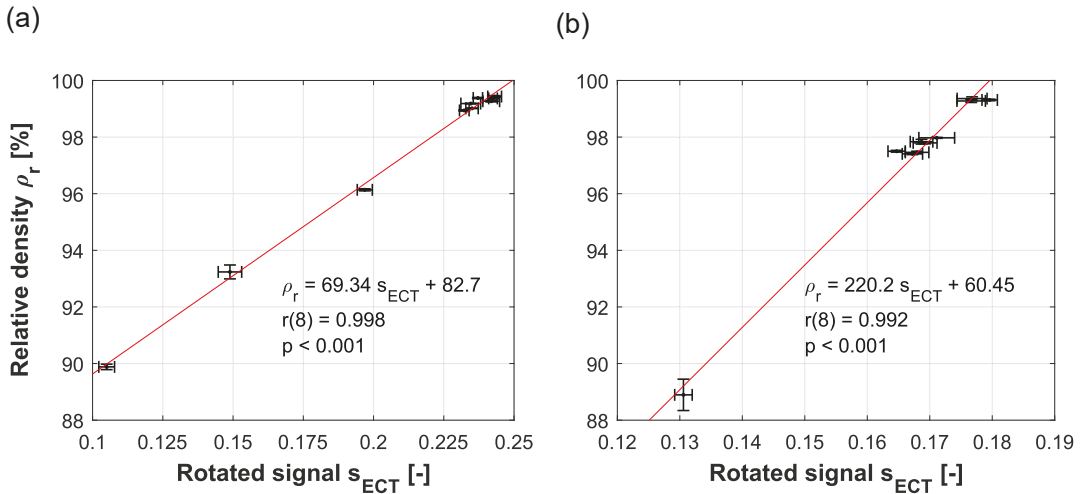 (a)
(b)
Relative density ρr [%]
100
98
96
94
92
90
88
ρr = 69.34 sECT + 82.7
r(8) = 0.998
p < 0.001
0.1 0.125 0.15 0.175 0.2 0.225 0.25
Rotated signal sECT [-]
100
98
96
94
92
90
88
ρr = 220.2 sECT + 60.45
r(8) = 0.992
p < 0.001
0.12 0.13 0.14 0.15 0.16 0.17 0.18 0.19
Rotated signal sECT [-]